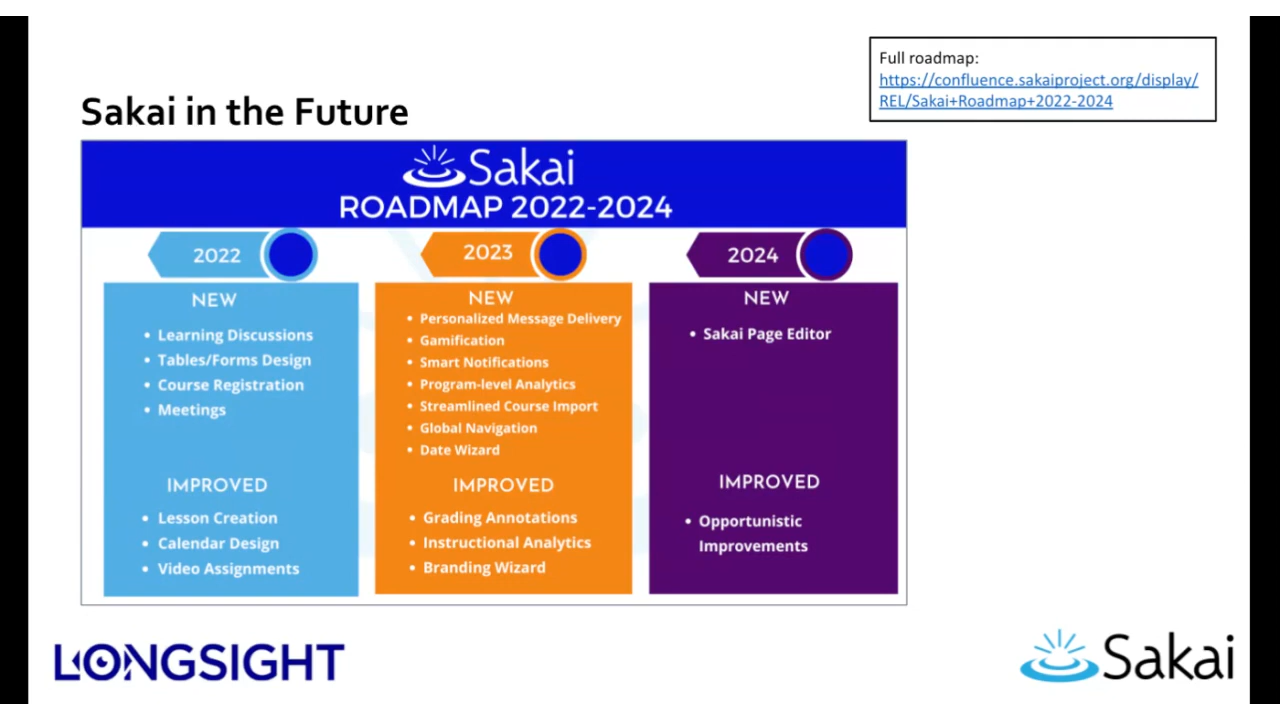 Full roadmap:
https://confluence.sakaiproject.org/display/
REL/Sakai+Roadmap+2022-2024
Sakai in the Future
Sakai
ROADMAP 2022-2024
2022
NEW
• Learning Discussions
• Tables/Forms Design
• Course Registration
• Meetings
IMPROVED
• Lesson Creation
• Calendar Design
• Video Assignments
2023
NEW
• Personalized Message Delivery
• Gamification
• Smart Notifications
• Program-level Analytics
• Streamlined Course Import
• Global Navigation
• Date Wizard
IMPROVED
• Grading Annotations
• Instructional Analytics
• Branding Wizard
2024
NEW
• Sakai Page Editor
IMPROVED
• Opportunistic
Improvements
LONGSIGHT
Sakai